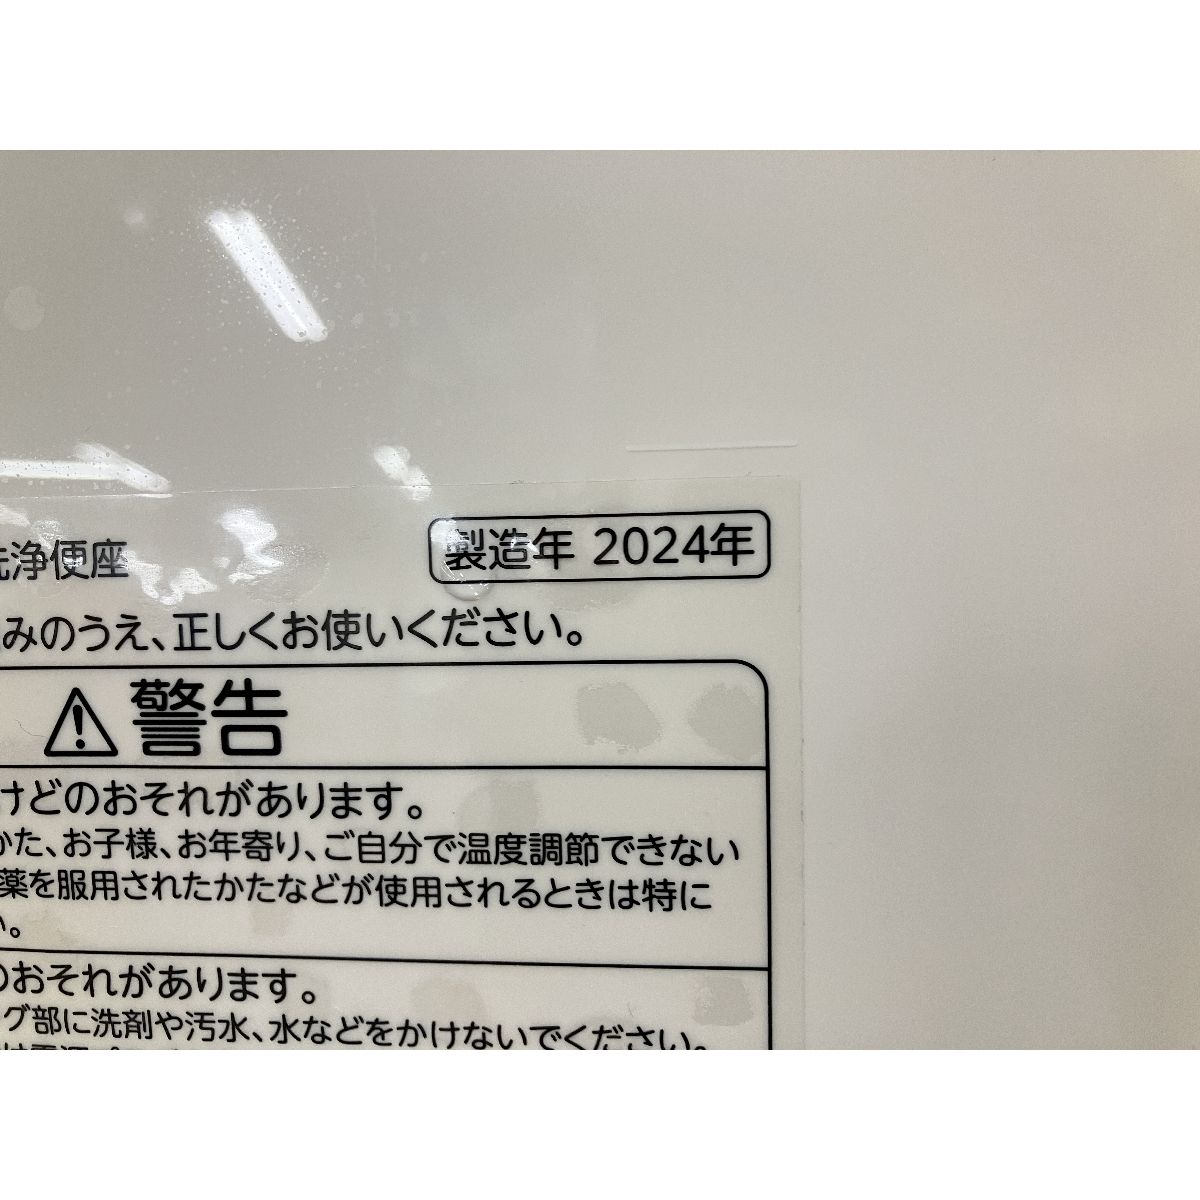 浄便座
製造年 2024年
みのうえ、正しくお使いください。
警告
けどのおそれがあります。
かた、お子様、お年寄り、ご自分で温度調節できない
薬を服用されたかたなどが使用されるときは特に
い。
のおそれがあります。
グ部に洗剤や汚水、水などをかけないでください。